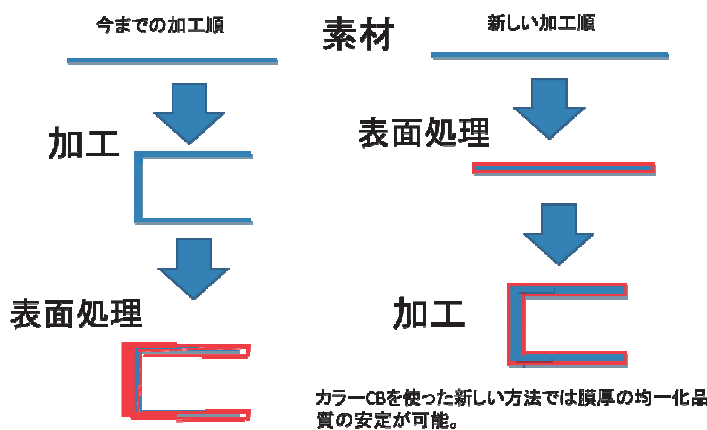 今までの加工順
素材
新しい加工順
加工
表面処理
表面処理
加工
カラーCBを使った新しい方法では膜厚の均一化品
質の安定が可能。